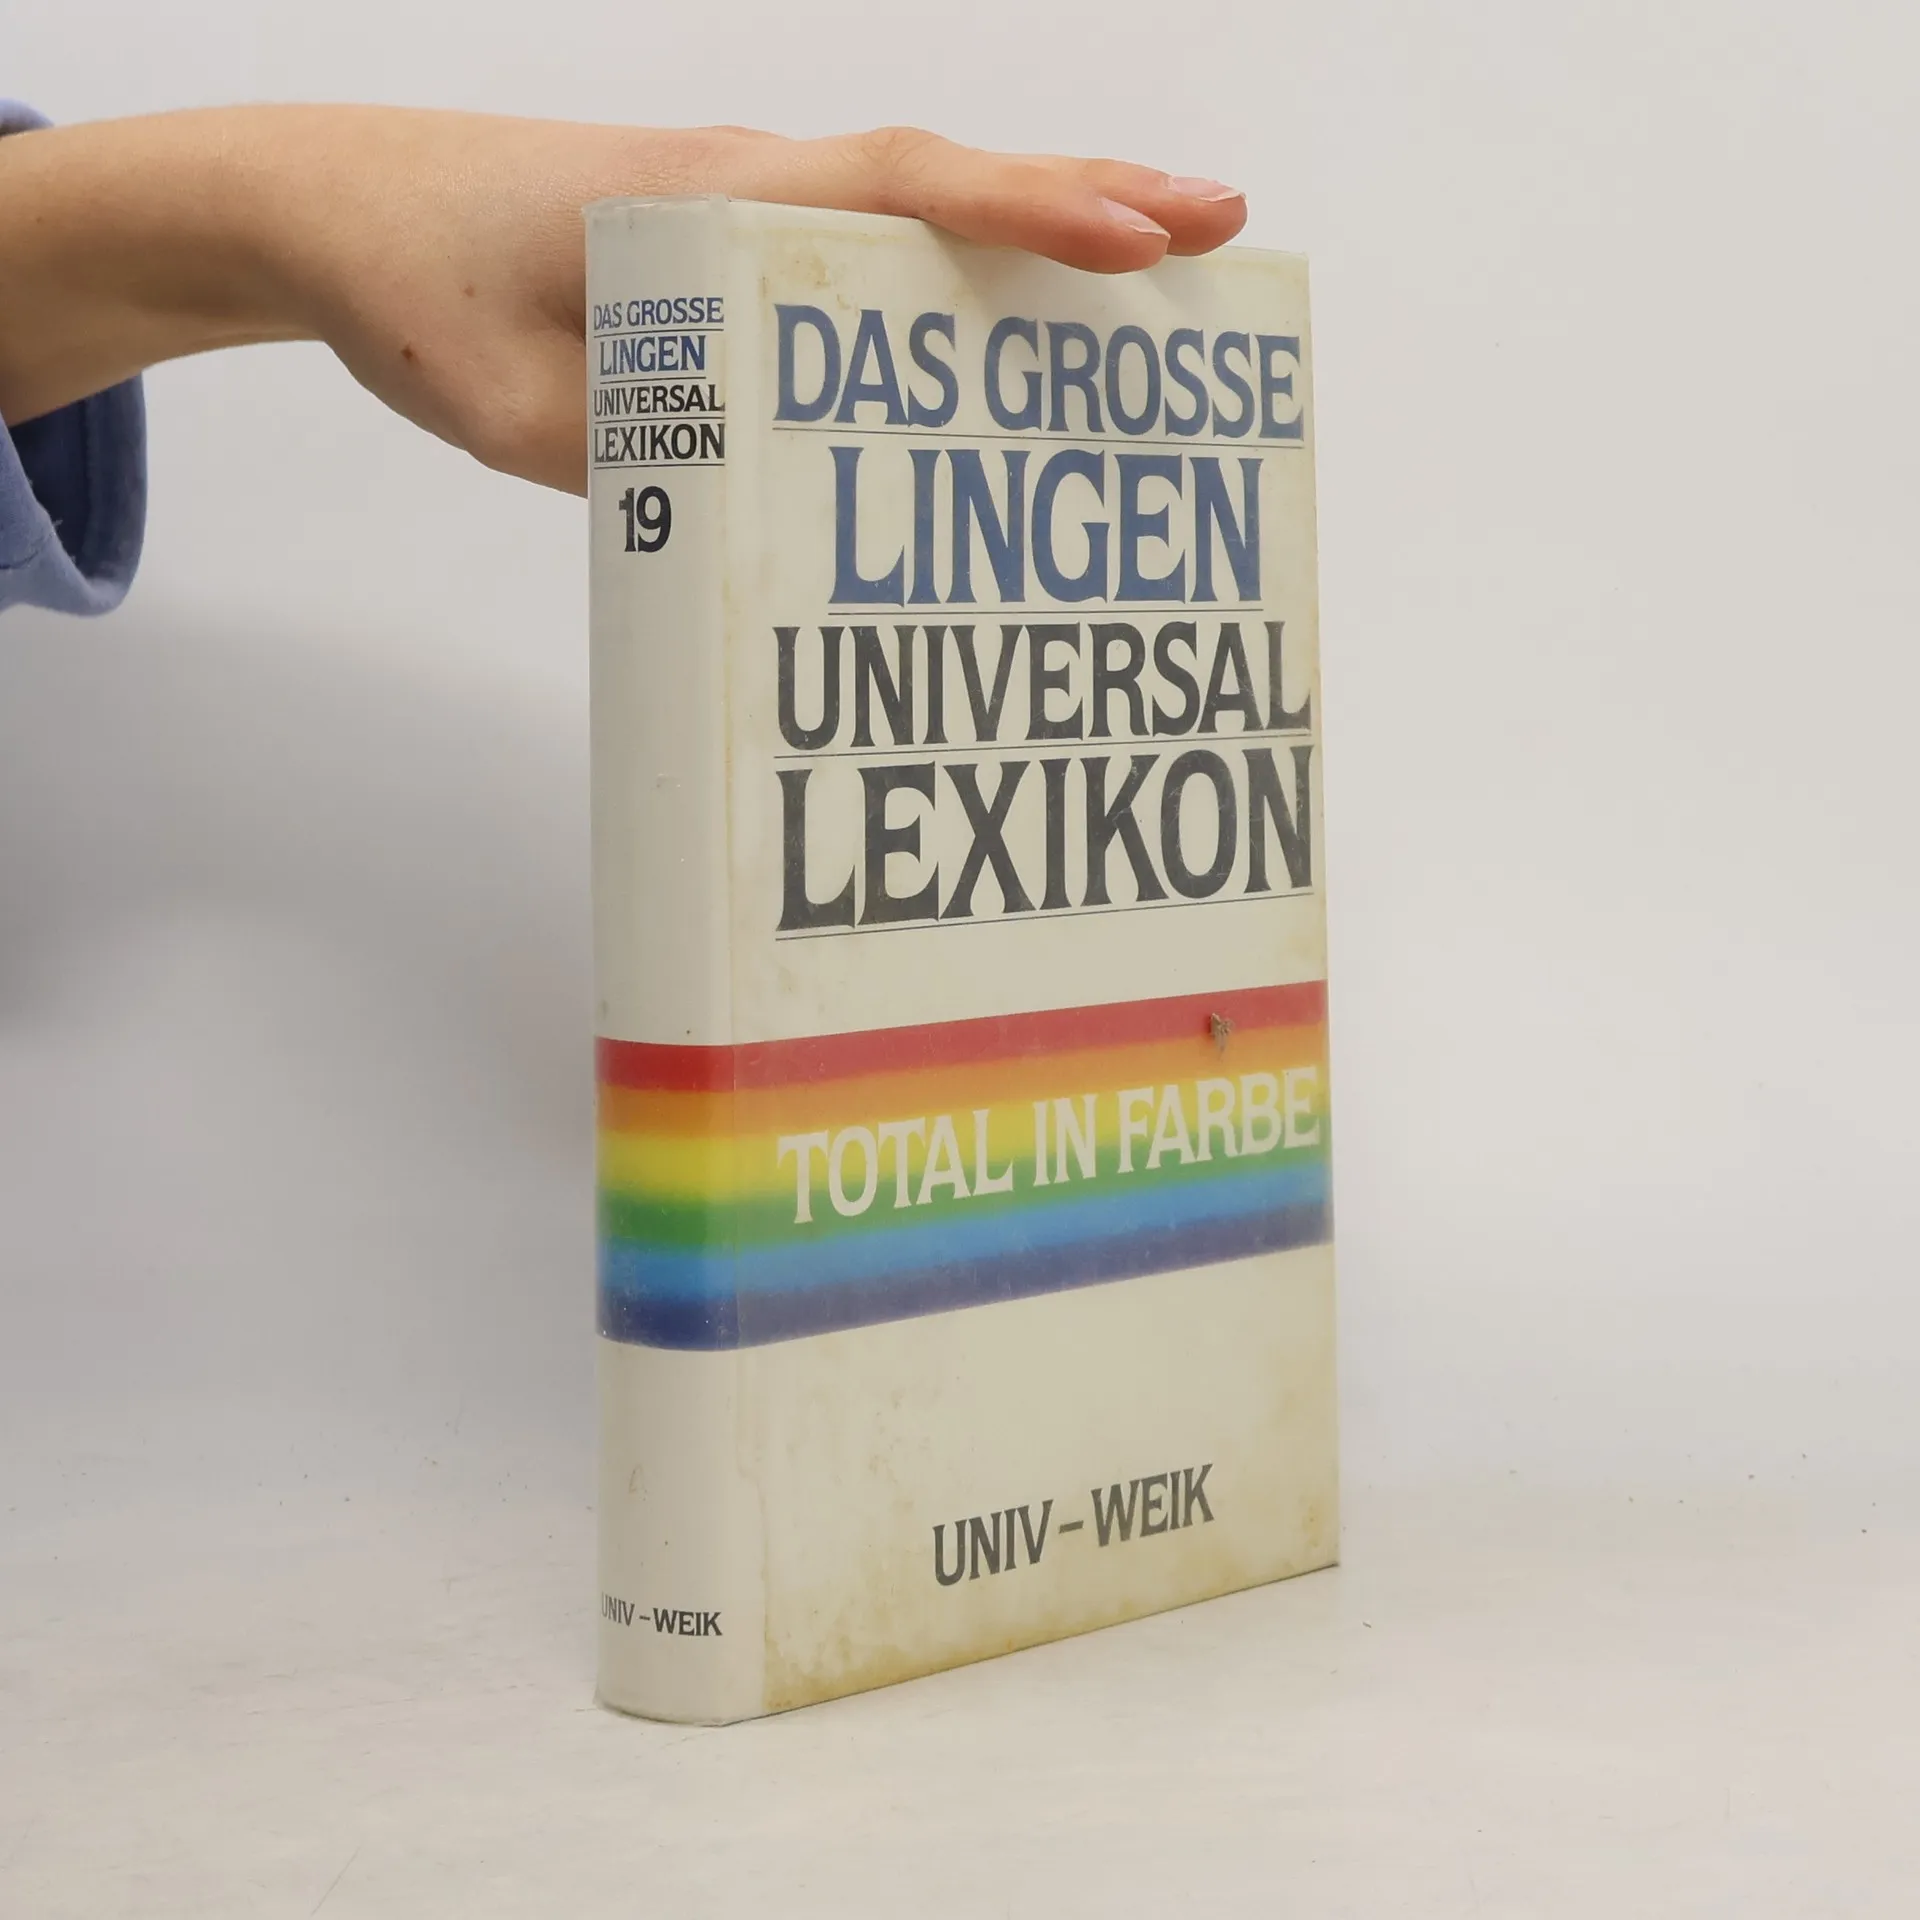 DAS GROSSE
LINGEN
UNIVERSAL
LEXIKON
19
UNIV – WEIK
DAS GROSSE
LINGEN
UNIVERSAL
LEXIKON
TOTAL IN FARBE
UNIV – WEIK